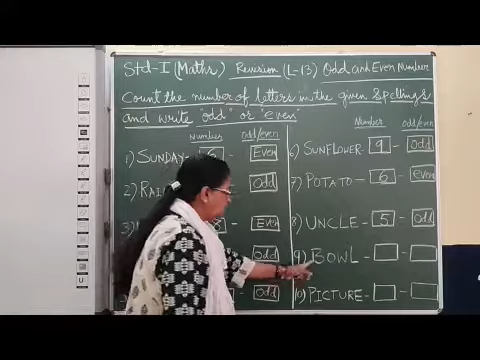 Std-I (Maths) Revision (L-13) Odd and Even Number
Count the number of letters in the given Spellings
and write "odd" or "even"
Number odd/even
1) SUNDAY- 6 - Even
2) RAI Odd
3) 8 - Even
Odd
Odd
Number odd/even
6) SUNFLOWER- 9 - Odd
7) POTATO- 6 - even
8) UNCLE- 5 - Odd
9) BOWL-
10) PICTURE-